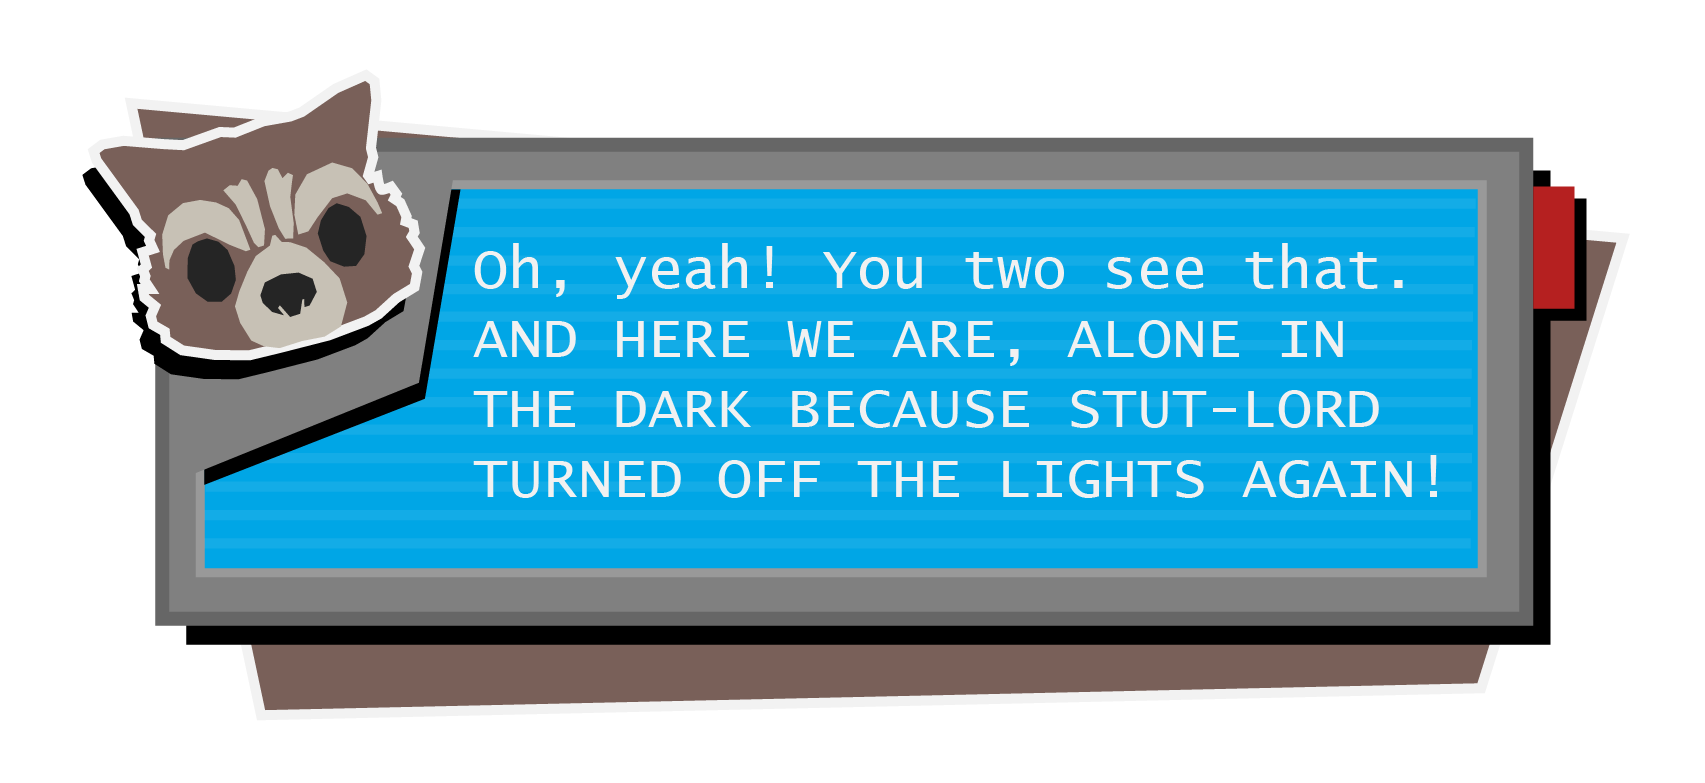 Oh, yeah! You two see that.
AND HERE WE ARE, ALONE IN
THE DARK BECAUSE STUT-LORD
TURNED OFF THE LIGHTS AGAIN!